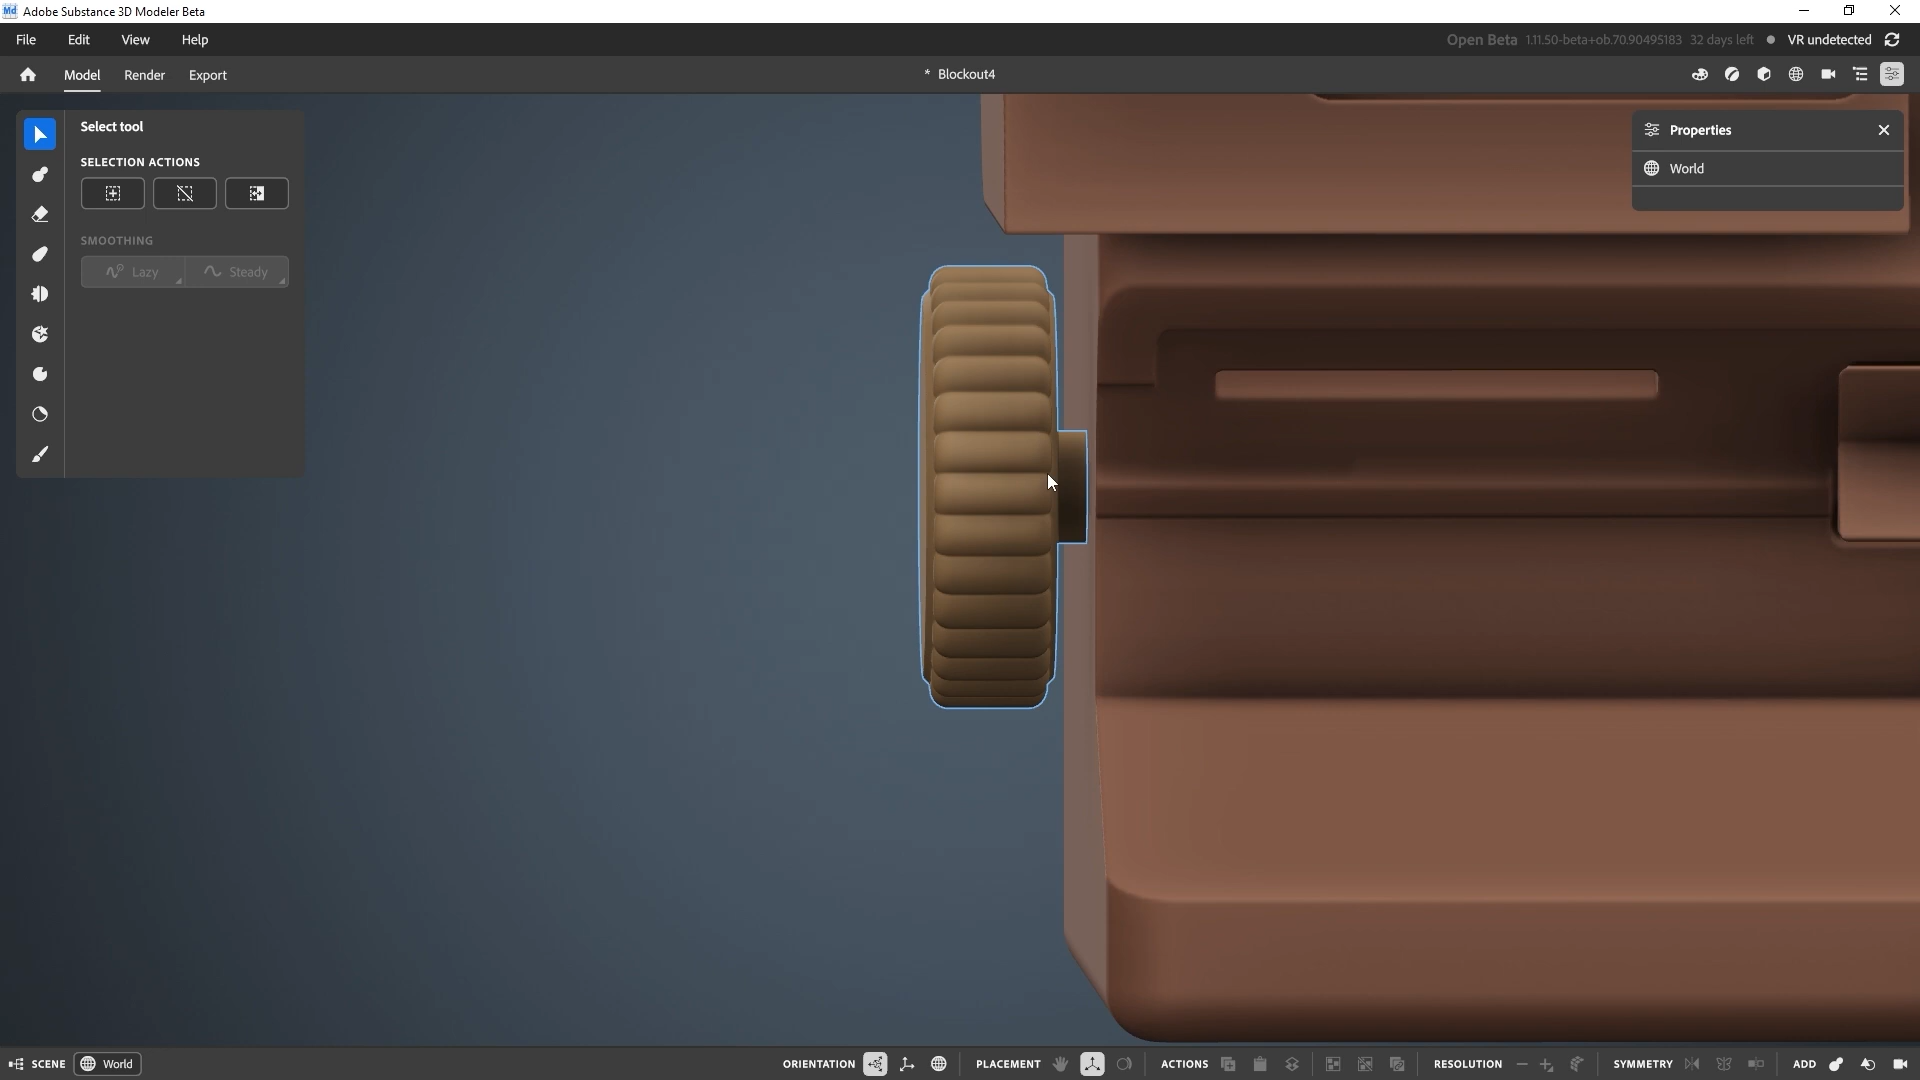 Adobe Substance 3D Modeler Beta
File Edit View Help
Open Beta 1.11.50-beta+ob.70.90495183 32 days left VR undetected
Model Render Export
* Blockout4
Select tool
SELECTION ACTIONS
SMOOTHING
Lazy Steady
Properties
World
SCENE World
ORIENTATION PLACEMENT ACTIONS RESOLUTION SYMMETRY ADD